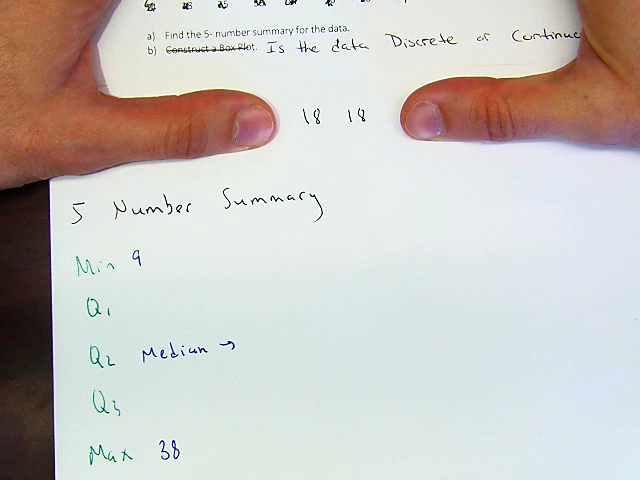 a) Find the 5- number summary for the data.
b) Construct a Box Plot. Is the data Discrete or Continuo
18 18
5 Number Summary
Min 9
Q1
Q2 Median →
Q3
Max 38